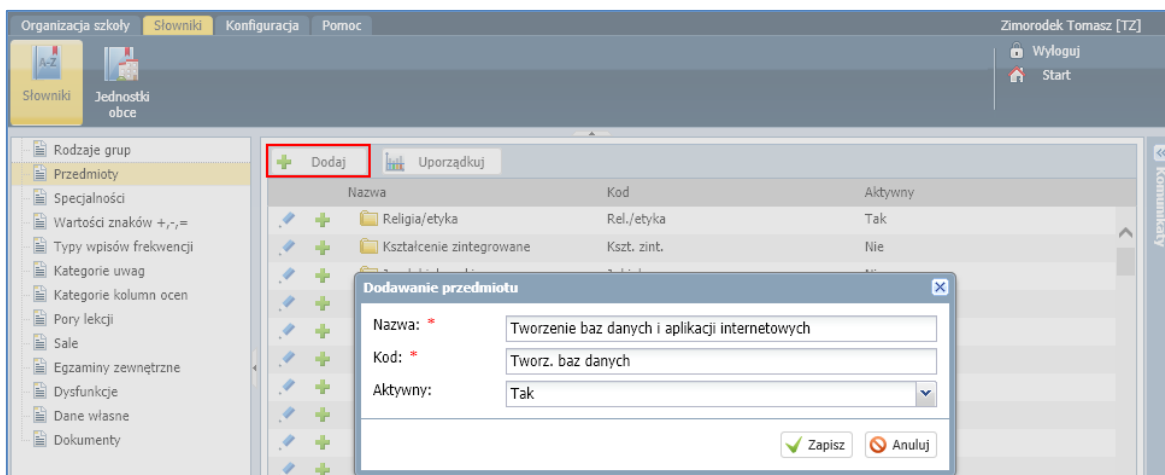 Organizacja szkoły Słowniki Konfiguracja Pomoc Zimorodek Tomasz [TZ]
A-Z
Słowniki
Jednostki
obce
Wyloguj
Start
Rodzaje grup
Przedmioty
Specjalności
Wartości znaków +,-,=
Typy wpisów frekwencji
Kategorie uwag
Kategorie kolumn ocen
Pory lekcji
Sale
Egzaminy zewnętrzne
Dysfunkcje
Dane własne
Dokumenty
Dodaj Uporządkuj
Nazwa Kod Aktywny
Religia/etyka Rel./etyka Tak
Kształcenie zintegrowane Kszt. zint. Nie
Dodawanie przedmiotu
Nazwa: * Tworzenie baz danych i aplikacji internetowych
Kod: * Tworz. baz danych
Aktywny: Tak
Zapisz Anuluj
Komunikaty